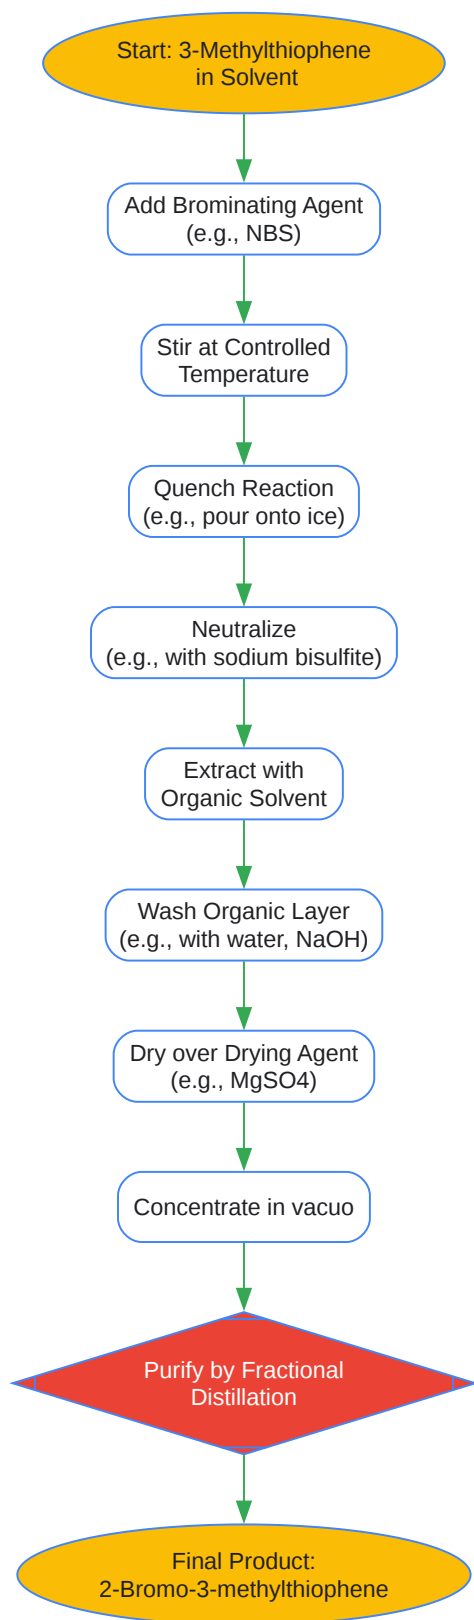 Start: 3-Methylthiophene
in Solvent
Add Brominating Agent
(e.g., NBS)
Stir at Controlled
Temperature
Quench Reaction
(e.g., pour onto ice)
Neutralize
(e.g., with sodium bisulfite)
Extract with
Organic Solvent
Wash Organic Layer
(e.g., with water, NaOH)
Dry over Drying Agent
(e.g., MgSO4)
Concentrate in vacuo
Purify by Fractional
Distillation
Final Product:
2-Bromo-3-methylthiophene